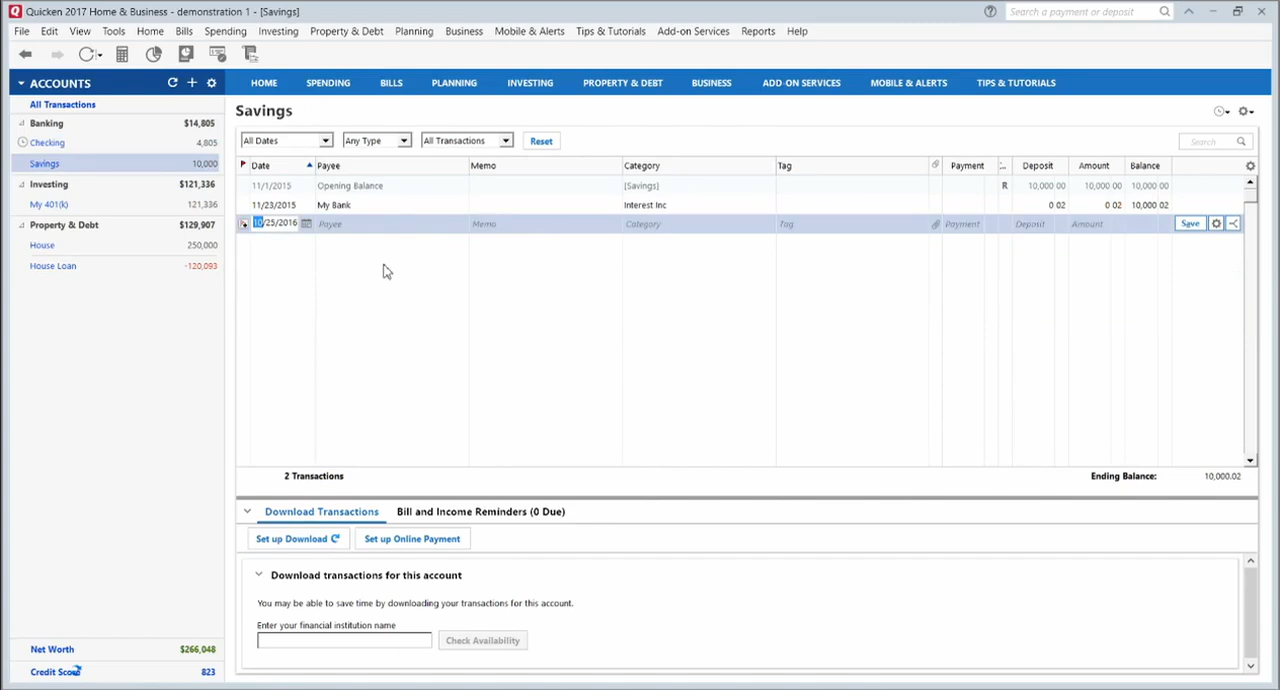 Quicken 2017 Home & Business - demonstration 1 - [Savings]
Search a payment or deposit
File Edit View Tools Home Bills Spending Investing Property & Debt Planning Business Mobile & Alerts Tips & Tutorials Add-on Services Reports Help
ACCOUNTS
HOME SPENDING BILLS PLANNING INVESTING PROPERTY & DEBT BUSINESS ADD-ON SERVICES MOBILE & ALERTS TIPS & TUTORIALS
All Transactions
Banking $14,805
Checking 4,805
Savings 10,000
Investing $121,336
My 401(k) 121,336
Property & Debt $129,907
House 250,000
House Loan -120,093
Net Worth $266,048
Credit Score 823
Savings
All Dates Any Type All Transactions Reset Search
Date Payee Memo Category Tag Payment ... Deposit Amount Balance
11/1/2015 Opening Balance [Savings] R 10,000 00 10,000 00 10,000 00
11/23/2015 My Bank Interest Inc 0 02 0 02 10,000 02
10/25/2016 Payee Memo Category Tag Payment Deposit Amount Save
2 Transactions Ending Balance: 10,000.02
Download Transactions Bill and Income Reminders (0 Due)
Set up Download Set up Online Payment
Download transactions for this account
You may be able to save time by downloading your transactions for this account.
Enter your financial institution name
Check Availability